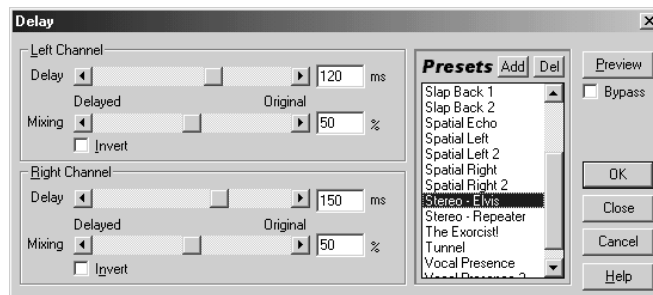 Delay
Left Channel
Delay 120 ms
Delayed Original
Mixing 50 %
Invert
Right Channel
Delay 150 ms
Delayed Original
Mixing 50 %
Invert
Presets Add Del
Slap Back 1
Slap Back 2
Spatial Echo
Spatial Left
Spatial Left 2
Spatial Right
Spatial Right 2
Stereo - Elvis
Stereo - Repeater
The Exorcist!
Tunnel
Vocal Presence
Vocal Presence 2
Preview
Bypass
OK
Close
Cancel
Help